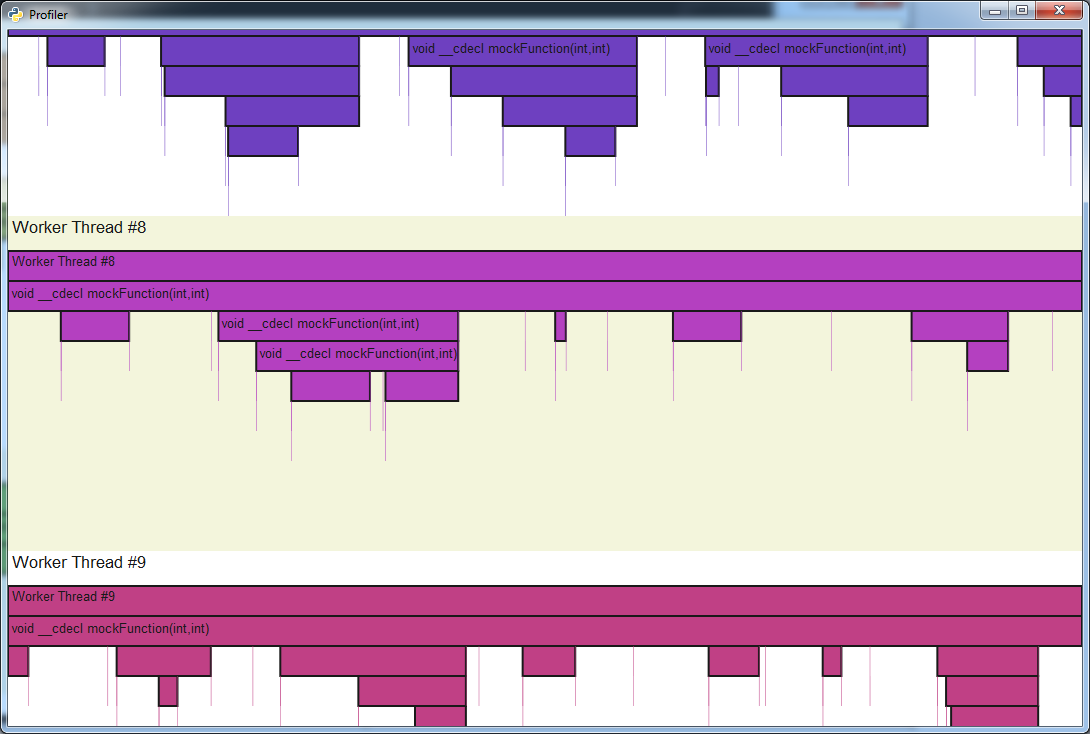 Profiler
void __cdecl mockFunction(int,int)
void __cdecl mockFunction(int,int)
Worker Thread #8
Worker Thread #8
void __cdecl mockFunction(int,int)
void __cdecl mockFunction(int,int)
void __cdecl mockFunction(int,int)
Worker Thread #9
Worker Thread #9
void __cdecl mockFunction(int,int)